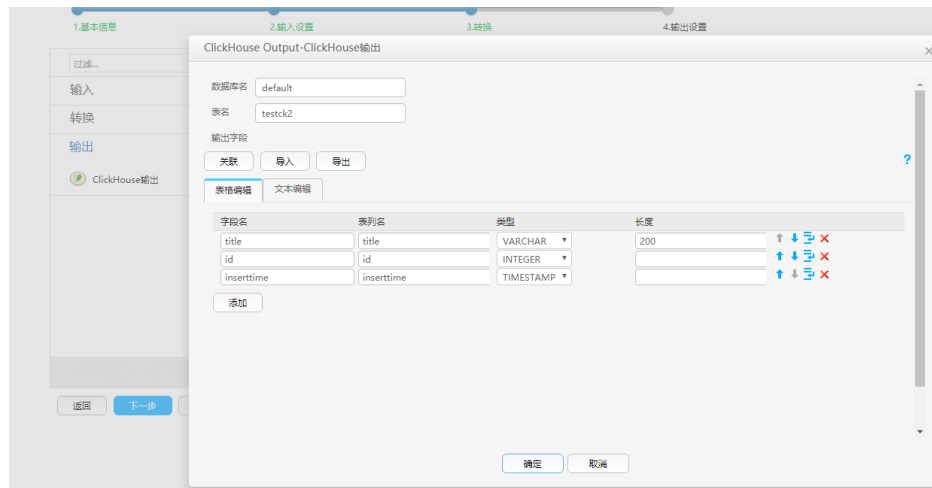 1.基本信息 2.输入设置 3.转换 4.输出设置
ClickHouse Output-ClickHouse输出
过滤...
输入
转换
输出
ClickHouse输出
数据库名 default
表名 testck2
输出字段
关联 导入 导出
?
表格编辑 文本编辑
字段名 表列名 类型 长度
title title VARCHAR 200
id id INTEGER
inserttime inserttime TIMESTAMP
添加
返回 下一步
确定 取消